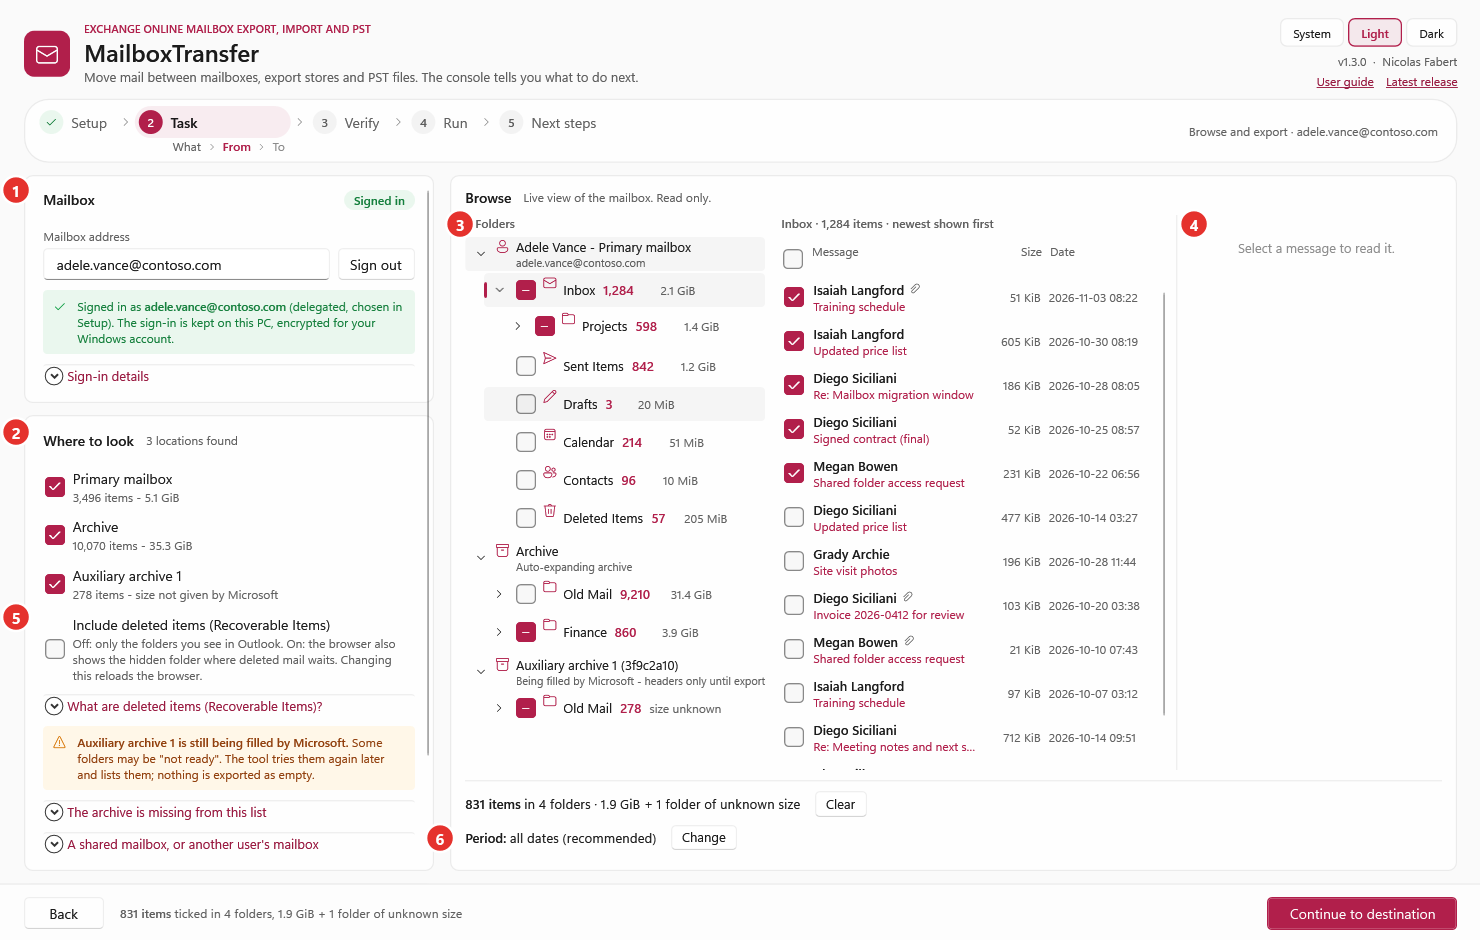 EXCHANGE ONLINE MAILBOX EXPORT, IMPORT AND PST
MailboxTransfer
Move mail between mailboxes, export stores and PST files. The console tells you what to do next.
System
Light
Dark
v1.3.0 · Nicolas Fabert
User guide
Latest release
Setup
2
Task
3
Verify
4
Run
5
Next steps
What
From
To
Browse and export · adele.vance@contoso.com
1
Mailbox
Signed in
Mailbox address
adele.vance@contoso.com
Sign out
Signed in as adele.vance@contoso.com (delegated, chosen in
Setup). The sign-in is kept on this PC, encrypted for your
Windows account.
Sign-in details
2
Where to look
3 locations found
Primary mailbox
3,496 items - 5.1 GiB
Archive
10,070 items - 35.3 GiB
Auxiliary archive 1
278 items - size not given by Microsoft
5
Include deleted items (Recoverable Items)
Off: only the folders you see in Outlook. On: the browser also
shows the hidden folder where deleted mail waits. Changing
this reloads the browser.
What are deleted items (Recoverable Items)?
Auxiliary archive 1 is still being filled by Microsoft. Some
folders may be "not ready". The tool tries them again later
and lists them; nothing is exported as empty.
The archive is missing from this list
A shared mailbox, or another user's mailbox
Browse
Live view of the mailbox. Read only.
3
Folders
Adele Vance - Primary mailbox
adele.vance@contoso.com
Inbox 1,284 2.1 GiB
Projects 598 1.4 GiB
Sent Items 842 1.2 GiB
Drafts 3 20 MiB
Calendar 214 51 MiB
Contacts 96 10 MiB
Deleted Items 57 205 MiB
Archive
Auto-expanding archive
Old Mail 9,210 31.4 GiB
Finance 860 3.9 GiB
Auxiliary archive 1 (3f9c2a10)
Being filled by Microsoft - headers only until export
Old Mail 278 size unknown
Inbox · 1,284 items · newest shown first
Message Size Date
Isaiah Langford
Training schedule
51 KiB 2026-11-03 08:22
Isaiah Langford
Updated price list
605 KiB 2026-10-30 08:19
Diego Siciliani
Re: Mailbox migration window
186 KiB 2026-10-28 08:05
Diego Siciliani
Signed contract (final)
52 KiB 2026-10-25 08:57
Megan Bowen
Shared folder access request
231 KiB 2026-10-22 06:56
Diego Siciliani
Updated price list
477 KiB 2026-10-14 03:27
Grady Archie
Site visit photos
196 KiB 2026-10-28 11:44
Diego Siciliani
Invoice 2026-0412 for review
103 KiB 2026-10-20 03:38
Megan Bowen
Shared folder access request
21 KiB 2026-10-10 07:43
Isaiah Langford
Training schedule
97 KiB 2026-10-07 03:12
Diego Siciliani
Re: Meeting notes and next s...
712 KiB 2026-10-14 09:51
4
Select a message to read it.
831 items in 4 folders · 1.9 GiB + 1 folder of unknown size
Clear
6
Period: all dates (recommended)
Change
Back
831 items ticked in 4 folders, 1.9 GiB + 1 folder of unknown size
Continue to destination